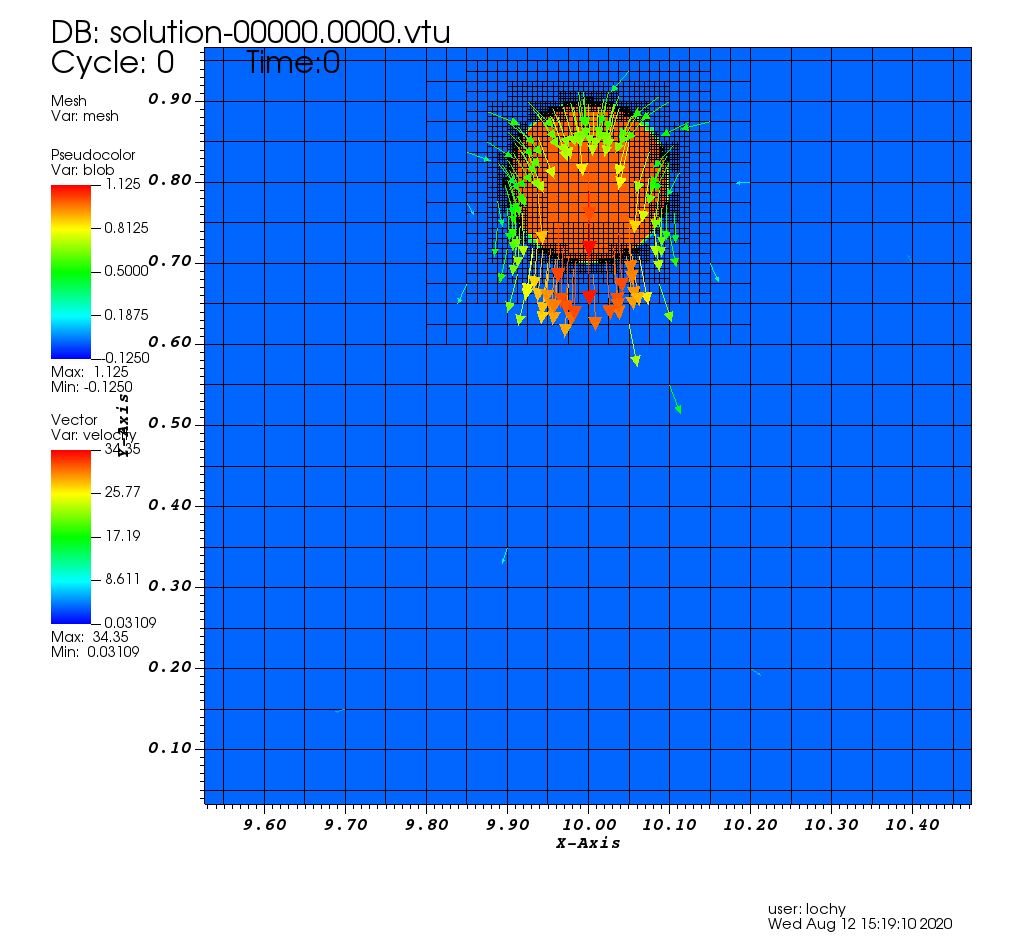 DB: solution-00000.0000.vtu
Cycle: 0 Time:0
Mesh
Var: mesh
Pseudocolor
Var: blob
1.125
0.8125
0.5000
0.1875
-0.1250
Max: 1.125
Min: -0.1250
Vector
Var: velocity
34.35
25.77
17.19
8.611
0.03109
Max: 34.35
Min: 0.03109
Y-Axis
0.90
0.80
0.70
0.60
0.50
0.40
0.30
0.20
0.10
9.60 9.70 9.80 9.90 10.00 10.10 10.20 10.30 10.40
X-Axis
user: lochy
Wed Aug 12 15:19:10 2020